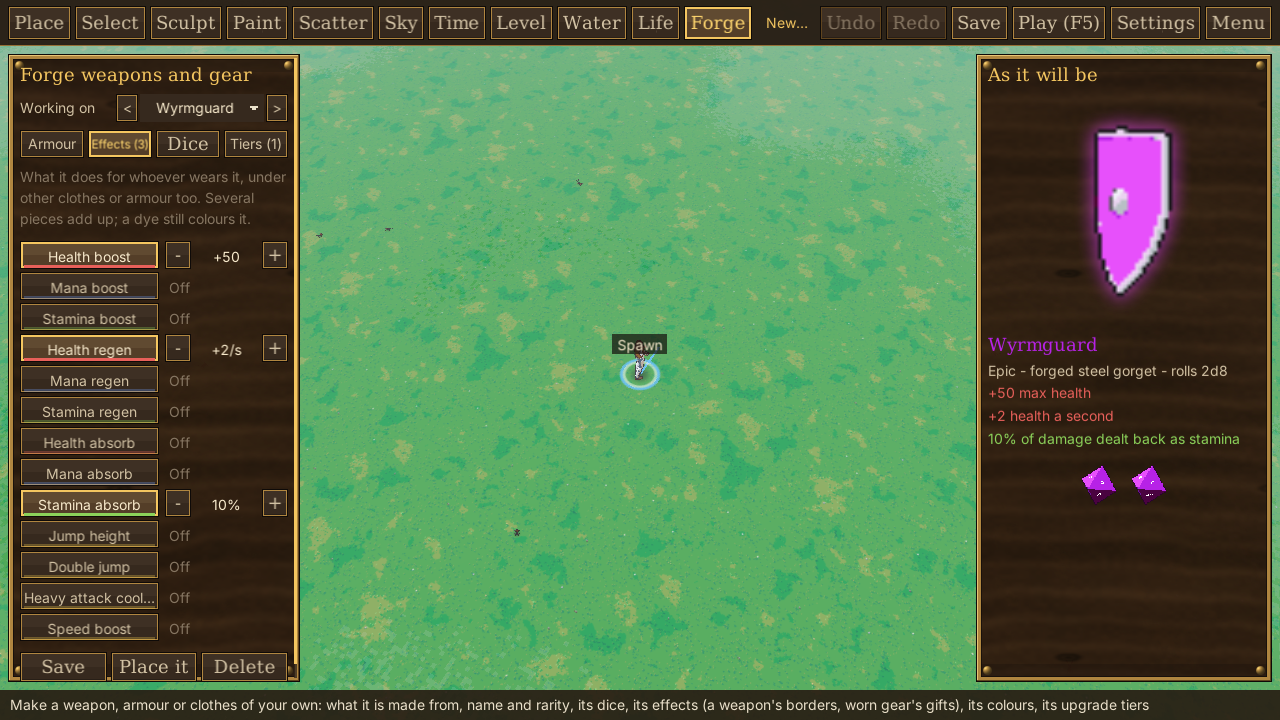 Place Select Sculpt Paint Scatter Sky Time Level Water Life Forge New... Undo Redo Save Play (F5) Settings Menu
Forge weapons and gear
Working on < Wyrmguard >
Armour Effects (3) Dice Tiers (1)
What it does for whoever wears it, under
other clothes or armour too. Several
pieces add up; a dye still colours it.
Health boost - +50 +
Mana boost Off
Stamina boost Off
Health regen - +2/s +
Mana regen Off
Stamina regen Off
Health absorb Off
Mana absorb Off
Stamina absorb - 10% +
Jump height Off
Double jump Off
Heavy attack cool... Off
Speed boost Off
Save Place it Delete
Spawn
As it will be
Wyrmguard
Epic - forged steel gorget - rolls 2d8
+50 max health
+2 health a second
10% of damage dealt back as stamina
Make a weapon, armour or clothes of your own: what it is made from, name and rarity, its dice, its effects (a weapon's borders, worn gear's gifts), its colours, its upgrade tiers